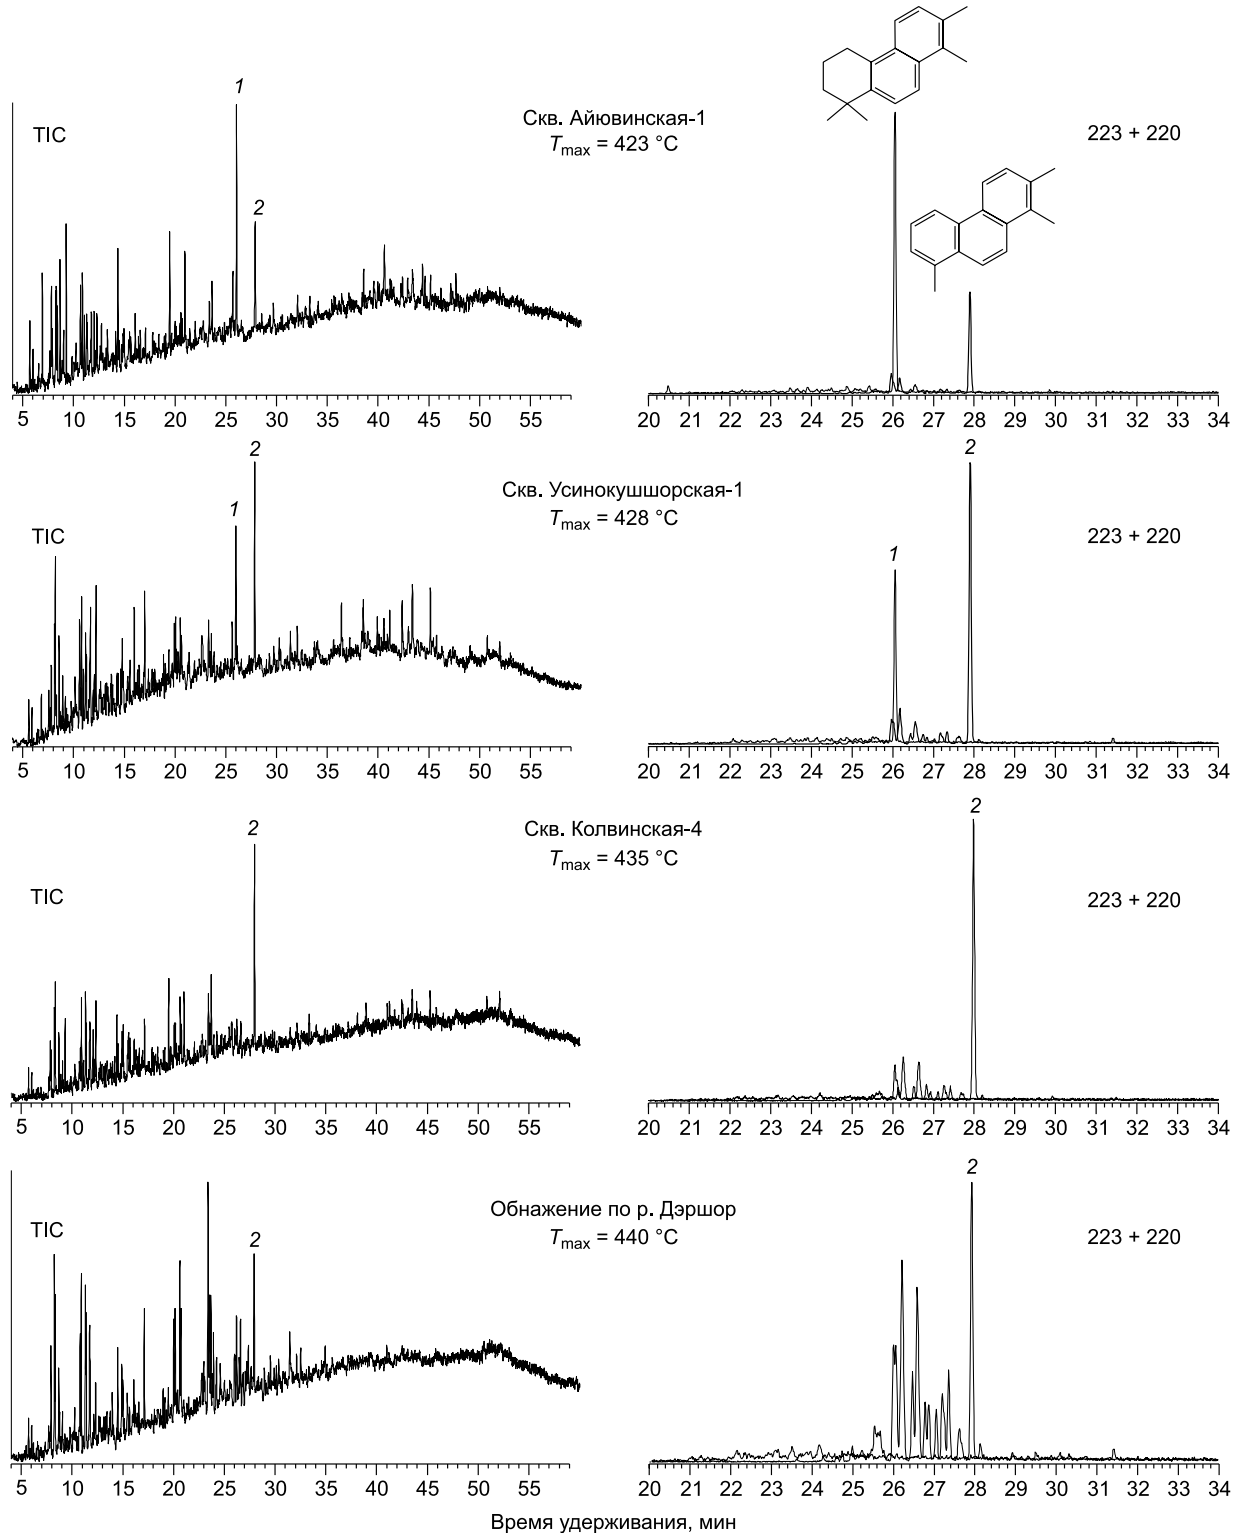 TIC
1
2
Скв. Айювинская-1
T max = 423 °C
223 + 220
5 10 15 20 25 30 35 40 45 50 55
20 21 22 23 24 25 26 27 28 29 30 31 32 33 34
TIC
1
2
Скв. Усинокушшорская-1
T max = 428 °C
1
2
223 + 220
5 10 15 20 25 30 35 40 45 50 55
20 21 22 23 24 25 26 27 28 29 30 31 32 33 34
TIC
2
Скв. Колвинская-4
T max = 435 °C
2
223 + 220
5 10 15 20 25 30 35 40 45 50 55
20 21 22 23 24 25 26 27 28 29 30 31 32 33 34
TIC
2
Обнажение по р. Дэршор
T max = 440 °C
2
223 + 220
5 10 15 20 25 30 35 40 45 50 55
20 21 22 23 24 25 26 27 28 29 30 31 32 33 34
Время удерживания, мин